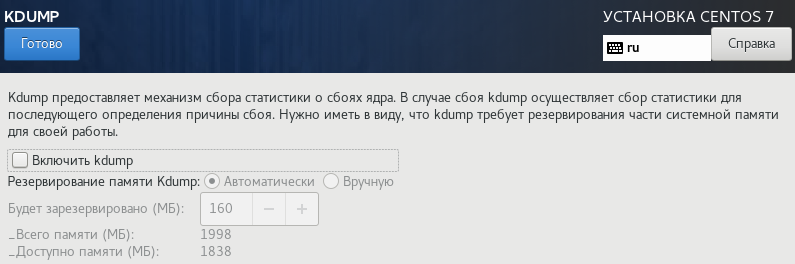 KDUMP
УСТАНОВКА CENTOS 7
Готово
ru
Справка
Kdump предоставляет механизм сбора статистики о сбоях ядра. В случае сбоя kdump осуществляет сбор статистики для
последующего определения причины сбоя. Нужно иметь в виду, что kdump требует резервирования части системной памяти
для своей работы.
Включить kdump
Резервирование памяти Kdump: Автоматически Вручную
Будет зарезервировано (МБ): 160 − +
_Всего памяти (МБ): 1998
_Доступно памяти (МБ): 1838